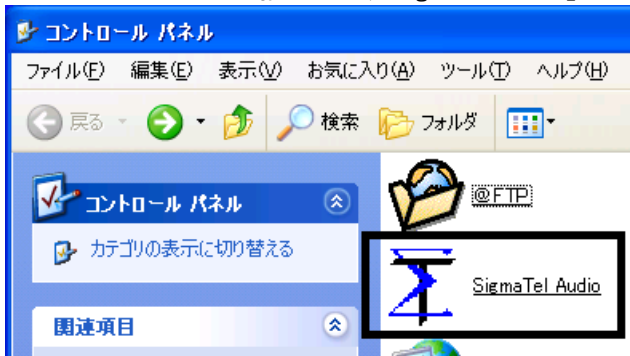 コントロール パネル
ファイル(F) 編集(E) 表示(V) お気に入り(A) ツール(T) ヘルプ(H)
戻る 検索 フォルダ
コントロール パネル
カテゴリの表示に切り替える
関連項目
@FTP
SigmaTel Audio